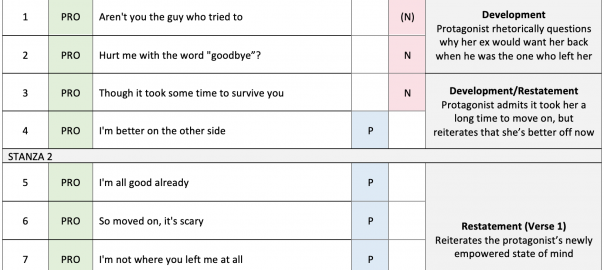 1 PRO Aren't you the guy who tried to (N)
2 PRO Hurt me with the word "goodbye"? N
Development
Protagonist rhetorically questions
why her ex would want her back
when he was the one who left her
3 PRO Though it took some time to survive you N
4 PRO I'm better on the other side P
Development/Restatement
Protagonist admits it took her a
long time to move on, but
reiterates that she's better off now
STANZA 2
5 PRO I'm all good already P
6 PRO So moved on, it's scary P
7 PRO I'm not where you left me at all P
Restatement (Verse 1)
Reiterates the protagonist's newly
empowered state of mind